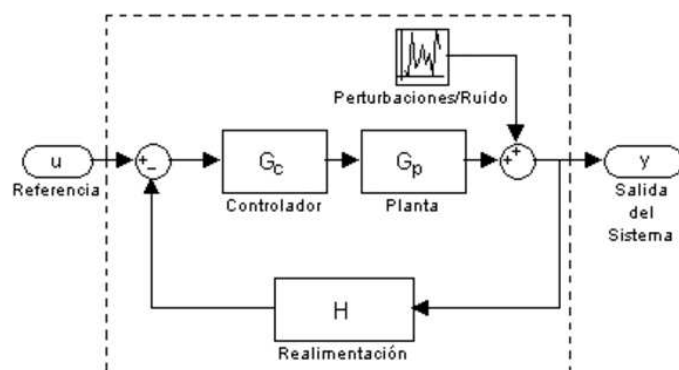 Perturbaciones/Ruido
u
Referencia
+
−
Gc
Controlador
Gp
Planta
+
+
y
Salida
del
Sistema
H
Realimentación